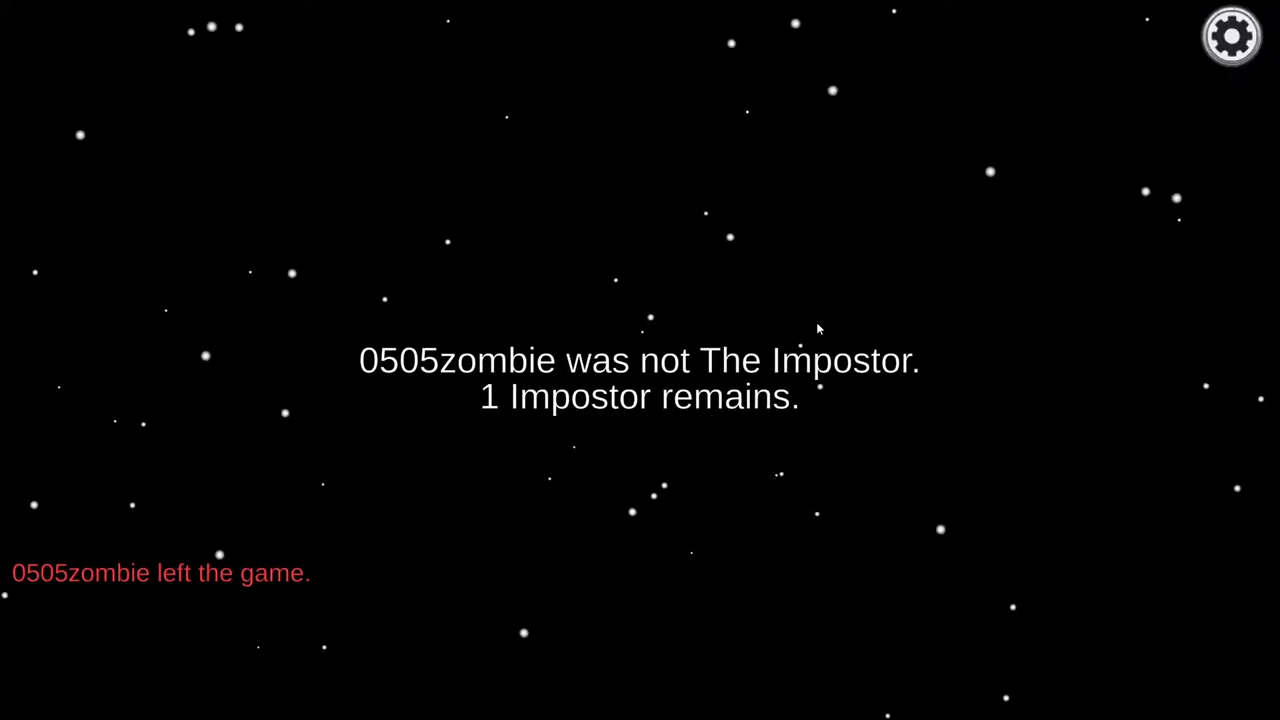 0505zombie was not The Impostor.
1 Impostor remains.
0505zombie left the game.